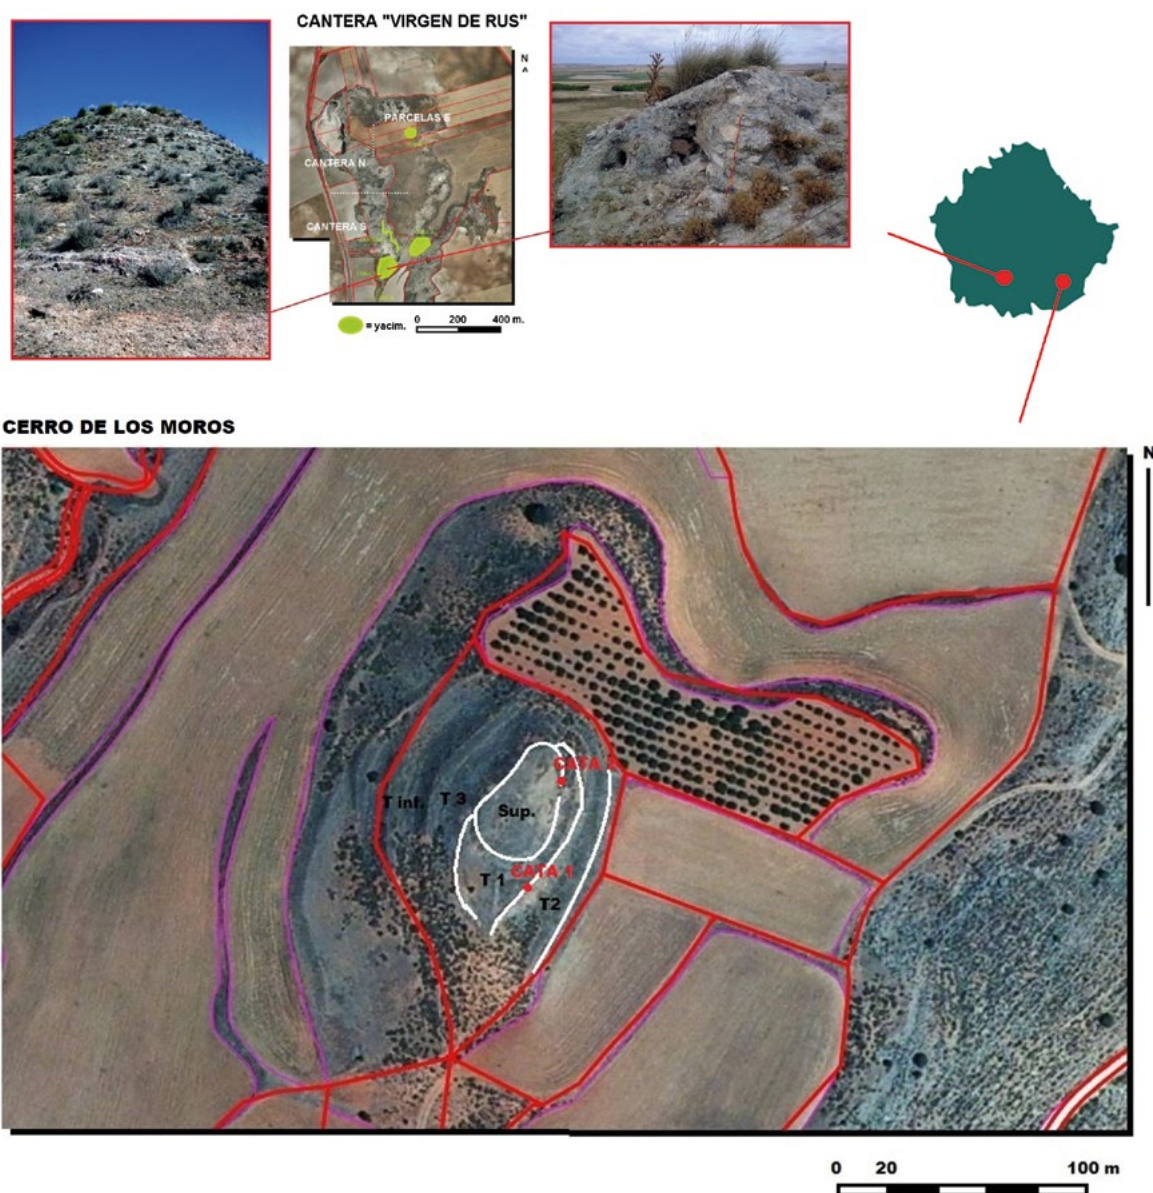 CANTERA "VIRGEN DE RUS"
N
^
PARCELAS E
CANTERA N
CANTERA S
= yacim.
0 200 400 m.
CERRO DE LOS MOROS
N
CATA 2
T inf.
T 3
Sup.
T 1
CATA 1
T2
0 20 100 m